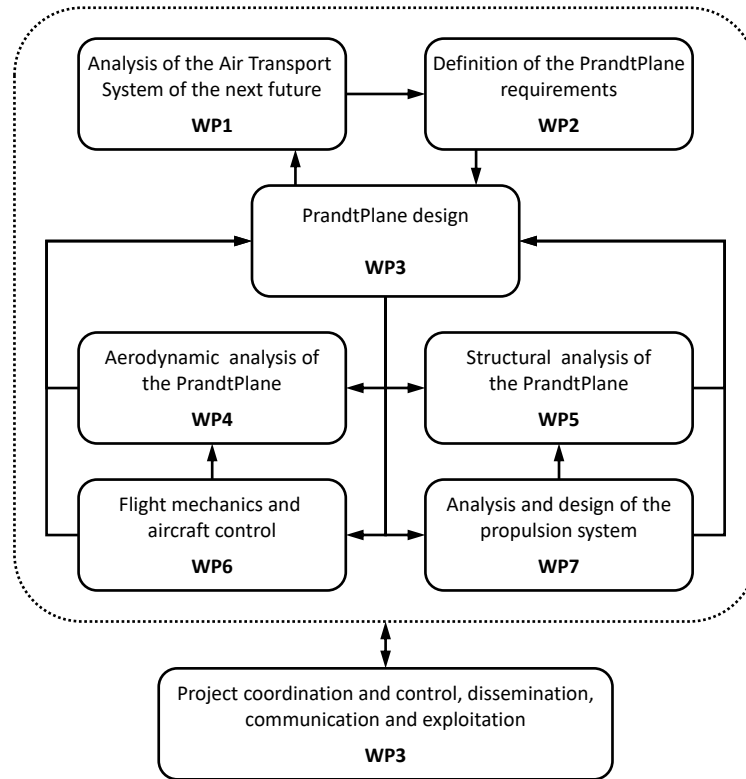 Analysis of the Air Transport
System of the next future
WP1
Definition of the PrandtPlane
requirements
WP2
PrandtPlane design
WP3
Aerodynamic analysis of
the PrandtPlane
WP4
Structural analysis of
the PrandtPlane
WP5
Flight mechanics and
aircraft control
WP6
Analysis and design of the
propulsion system
WP7
Project coordination and control, dissemination,
communication and exploitation
WP3